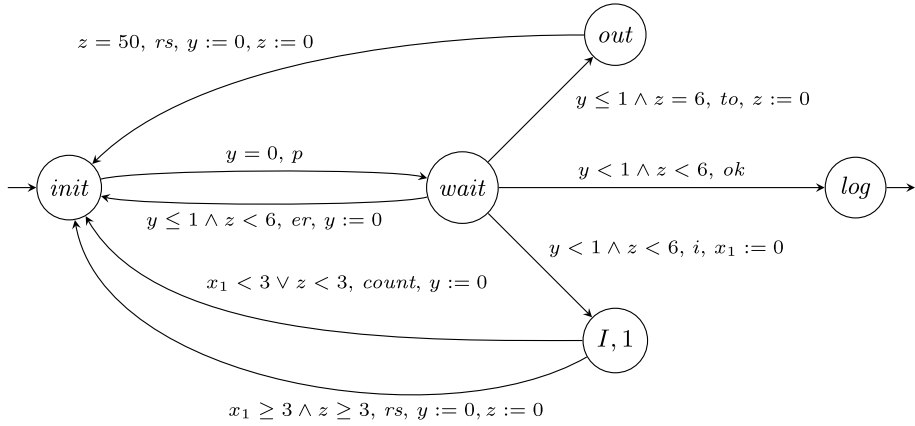 out
z = 50, rs, y := 0, z := 0
y ≤ 1 ∧ z = 6, to, z := 0
y = 0, p
init
wait
y < 1 ∧ z < 6, ok
log
y ≤ 1 ∧ z < 6, er, y := 0
y < 1 ∧ z < 6, i, x₁ := 0
x₁ < 3 ∨ z < 3, count, y := 0
I, 1
x₁ ≥ 3 ∧ z ≥ 3, rs, y := 0, z := 0